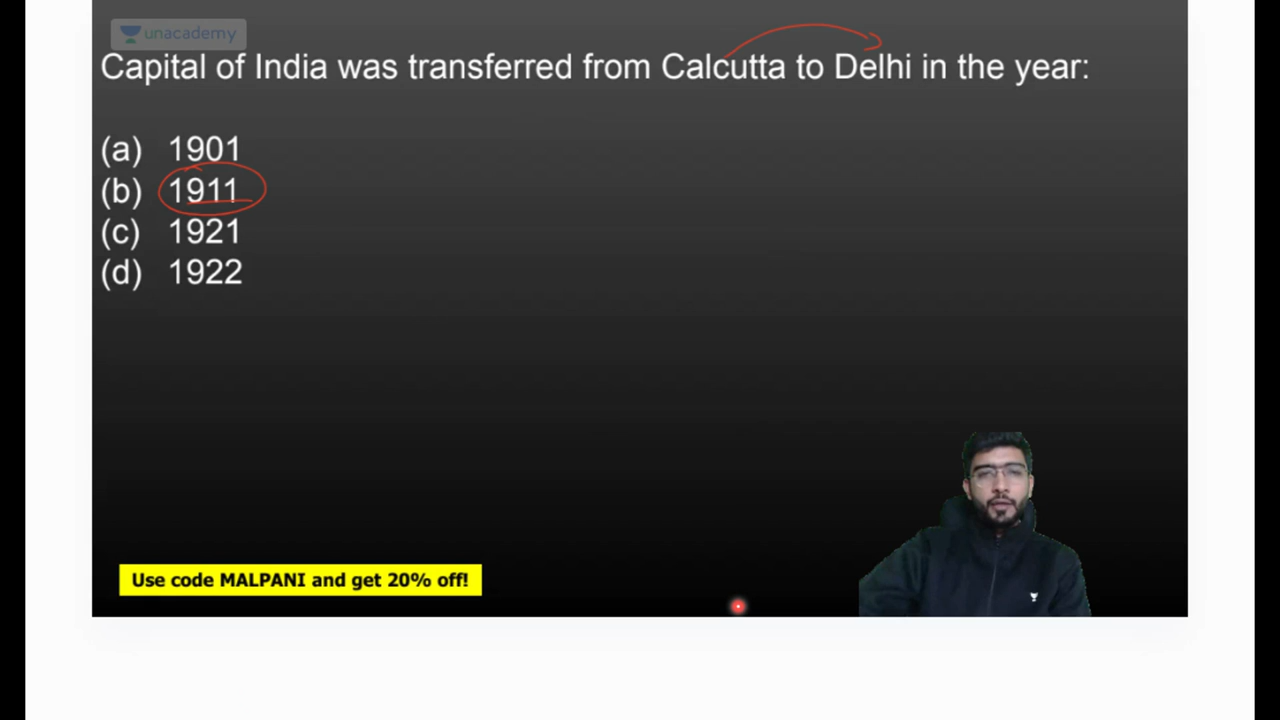 unacademy
Capital of India was transferred from Calcutta to Delhi in the year:
(a) 1901
(b) 1911
(c) 1921
(d) 1922
Use code MALPANI and get 20% off!